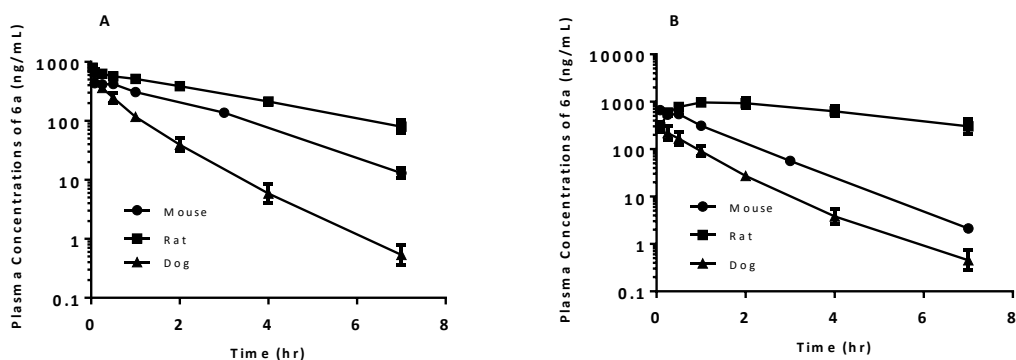 A
Plasma Concentrations of 6a (ng/mL)
1000
100
10
1
0.1
Mouse
Rat
Dog
0 2 4 6 8
Time (hr)
B
Plasma Concentrations of 6a (ng/mL)
10000
1000
100
10
1
0.1
Mouse
Rat
Dog
0 2 4 6 8
Time (hr)